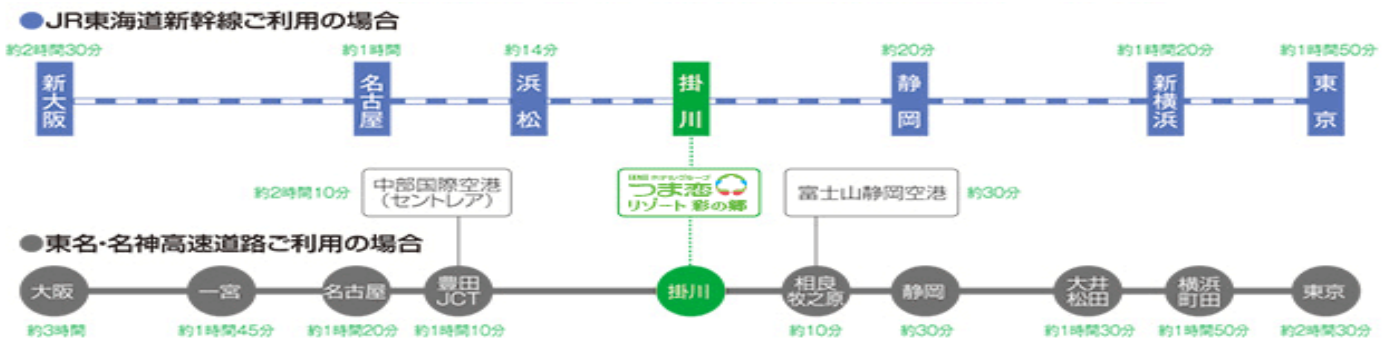 ●JR東海道新幹線ご利用の場合
約2時間30分 約1時間 約14分 約20分 約1時間20分 約1時間50分
新大阪 名古屋 浜松 掛川 静岡 新横浜 東京
約2時間10分
中部国際空港
(セントレア)
つま恋
リゾート 彩の郷
富士山静岡空港 約30分
●東名・名神高速道路ご利用の場合
大阪 一宮 名古屋 豊田JCT 掛川 相良牧之原 静岡 大井松田 横浜町田 東京
約3時間 約1時間45分 約1時間20分 約1時間10分 約10分 約30分 約1時間30分 約1時間50分 約2時間30分